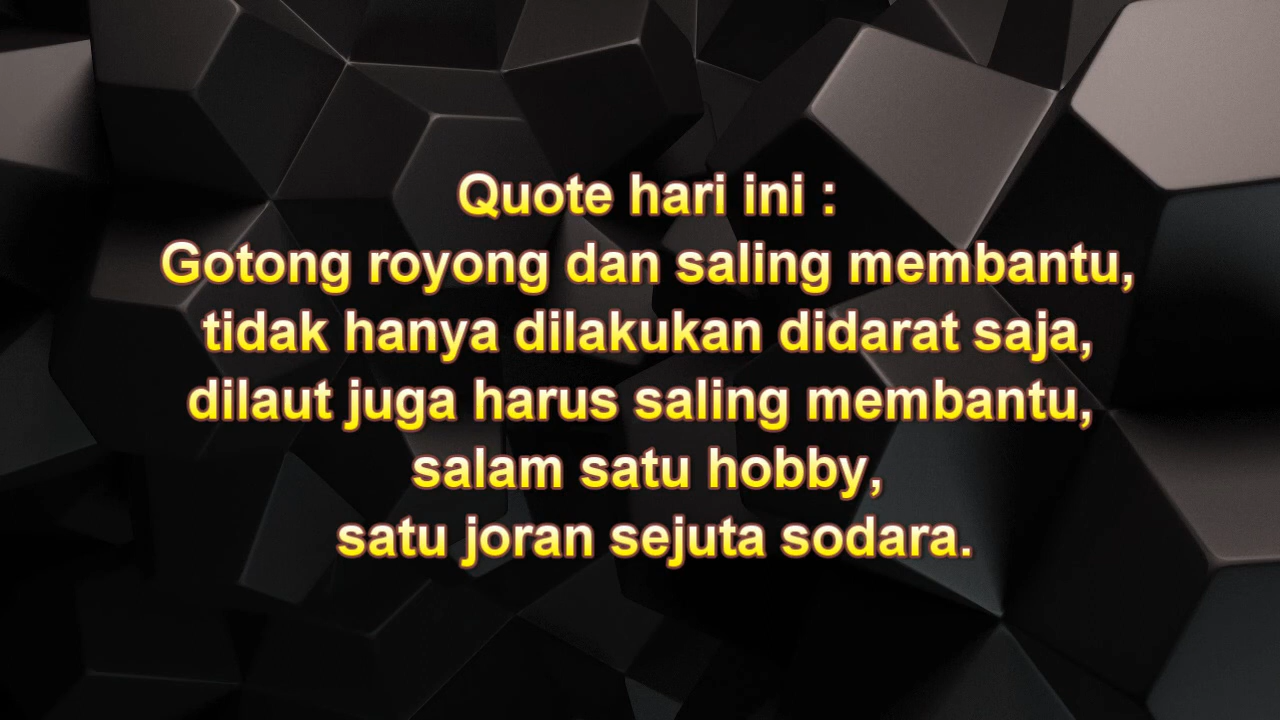 Quote hari ini :
Gotong royong dan saling membantu,
tidak hanya dilakukan didarat saja,
dilaut juga harus saling membantu,
salam satu hobby,
satu joran sejuta sodara.